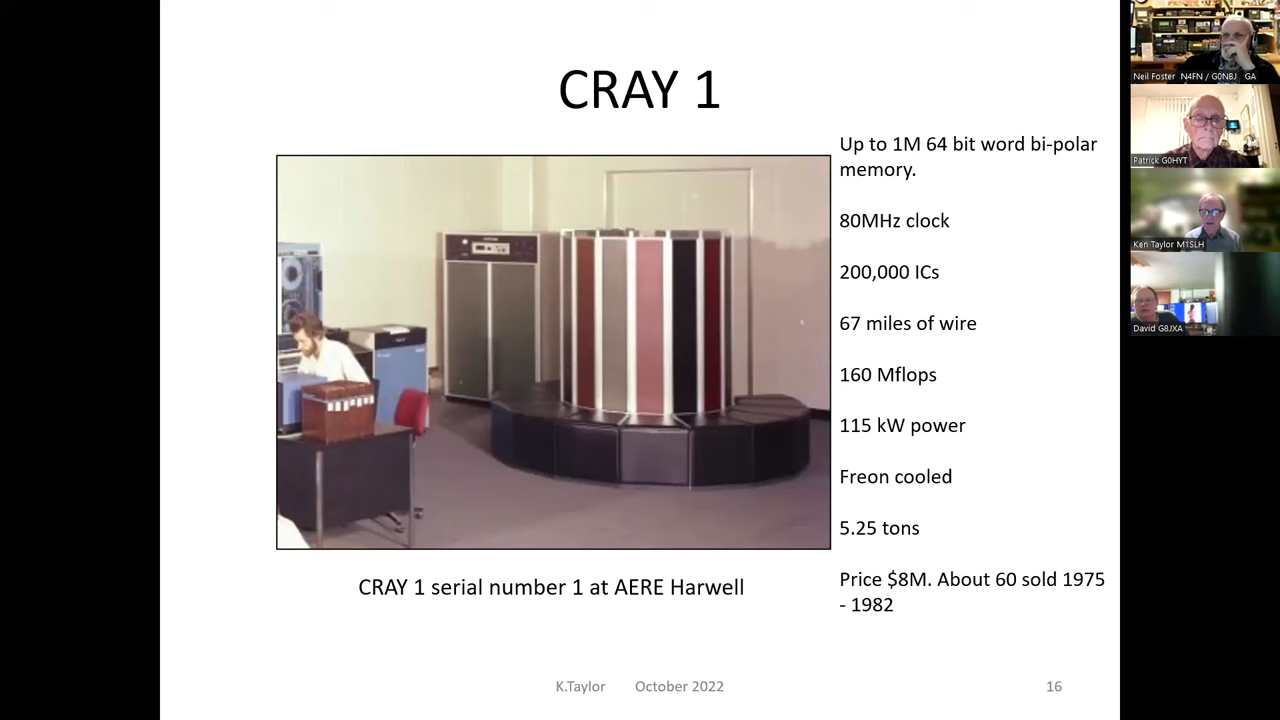 CRAY 1
Up to 1M 64 bit word bi-polar
memory.
80MHz clock
200,000 ICs
67 miles of wire
160 Mflops
115 kW power
Freon cooled
5.25 tons
Price $8M. About 60 sold 1975
- 1982
CRAY 1 serial number 1 at AERE Harwell
K.Taylor October 2022
16
Neil Foster N4FN / G0NBJ GA
Patrick G0HYT
Ken Taylor M1SLH
David G8JXA